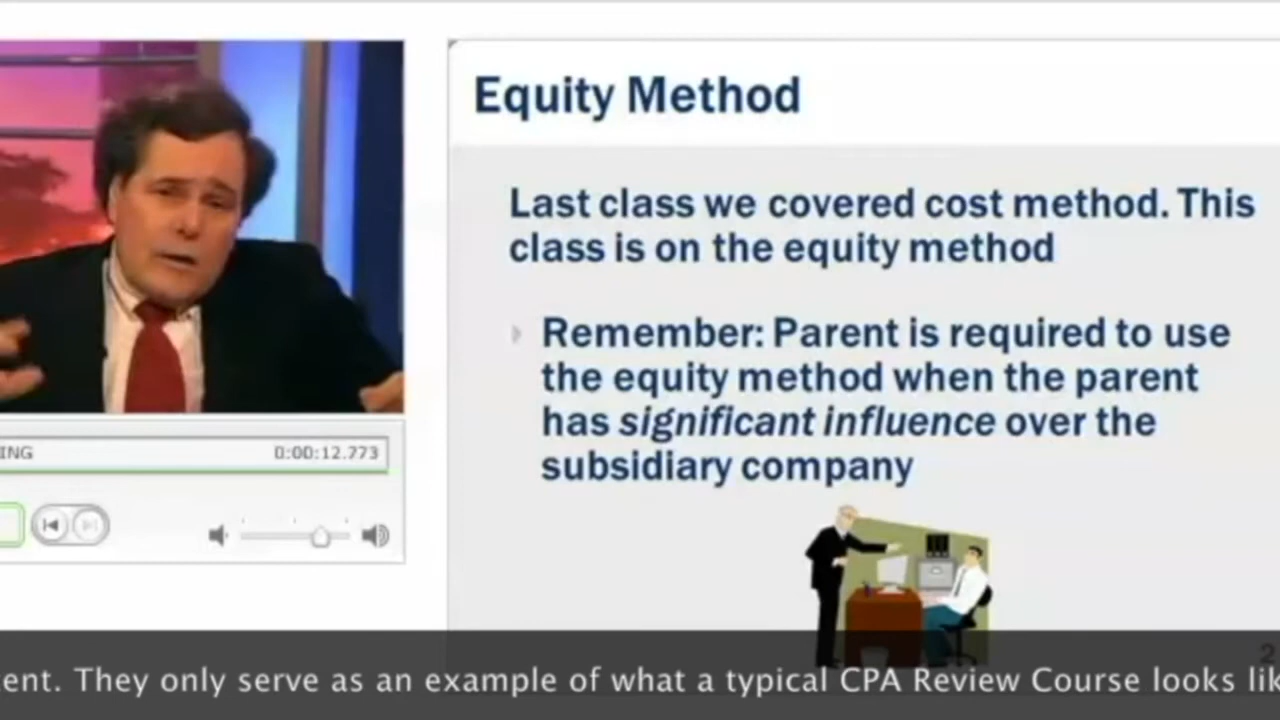 Equity Method
Last class we covered cost method. This
class is on the equity method
Remember: Parent is required to use
the equity method when the parent
has significant influence over the
subsidiary company
ING
0:00:12.773
2
ent. They only serve as an example of what a typical CPA Review Course looks lik